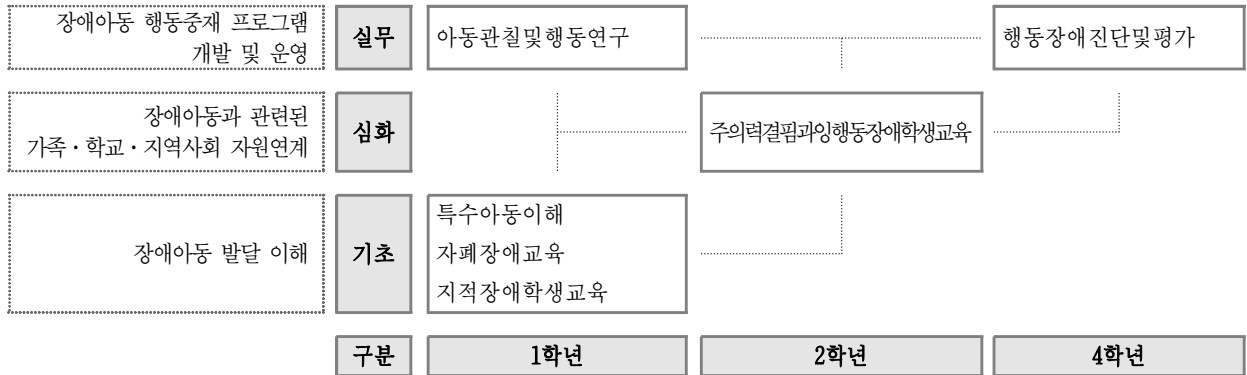 장애아동 행동중재 프로그램
개발 및 운영
실무
아동관칠및행동연구
행동장애진단및평가
장애아동과 관련된
가족・학교・지역사회 자원연계
심화
주의력결핌과잉행동장애학생교육
장애아동 발달 이해
기초
특수아동이해
자폐장애교육
지적장애학생교육
구분
1학년
2학년
4학년